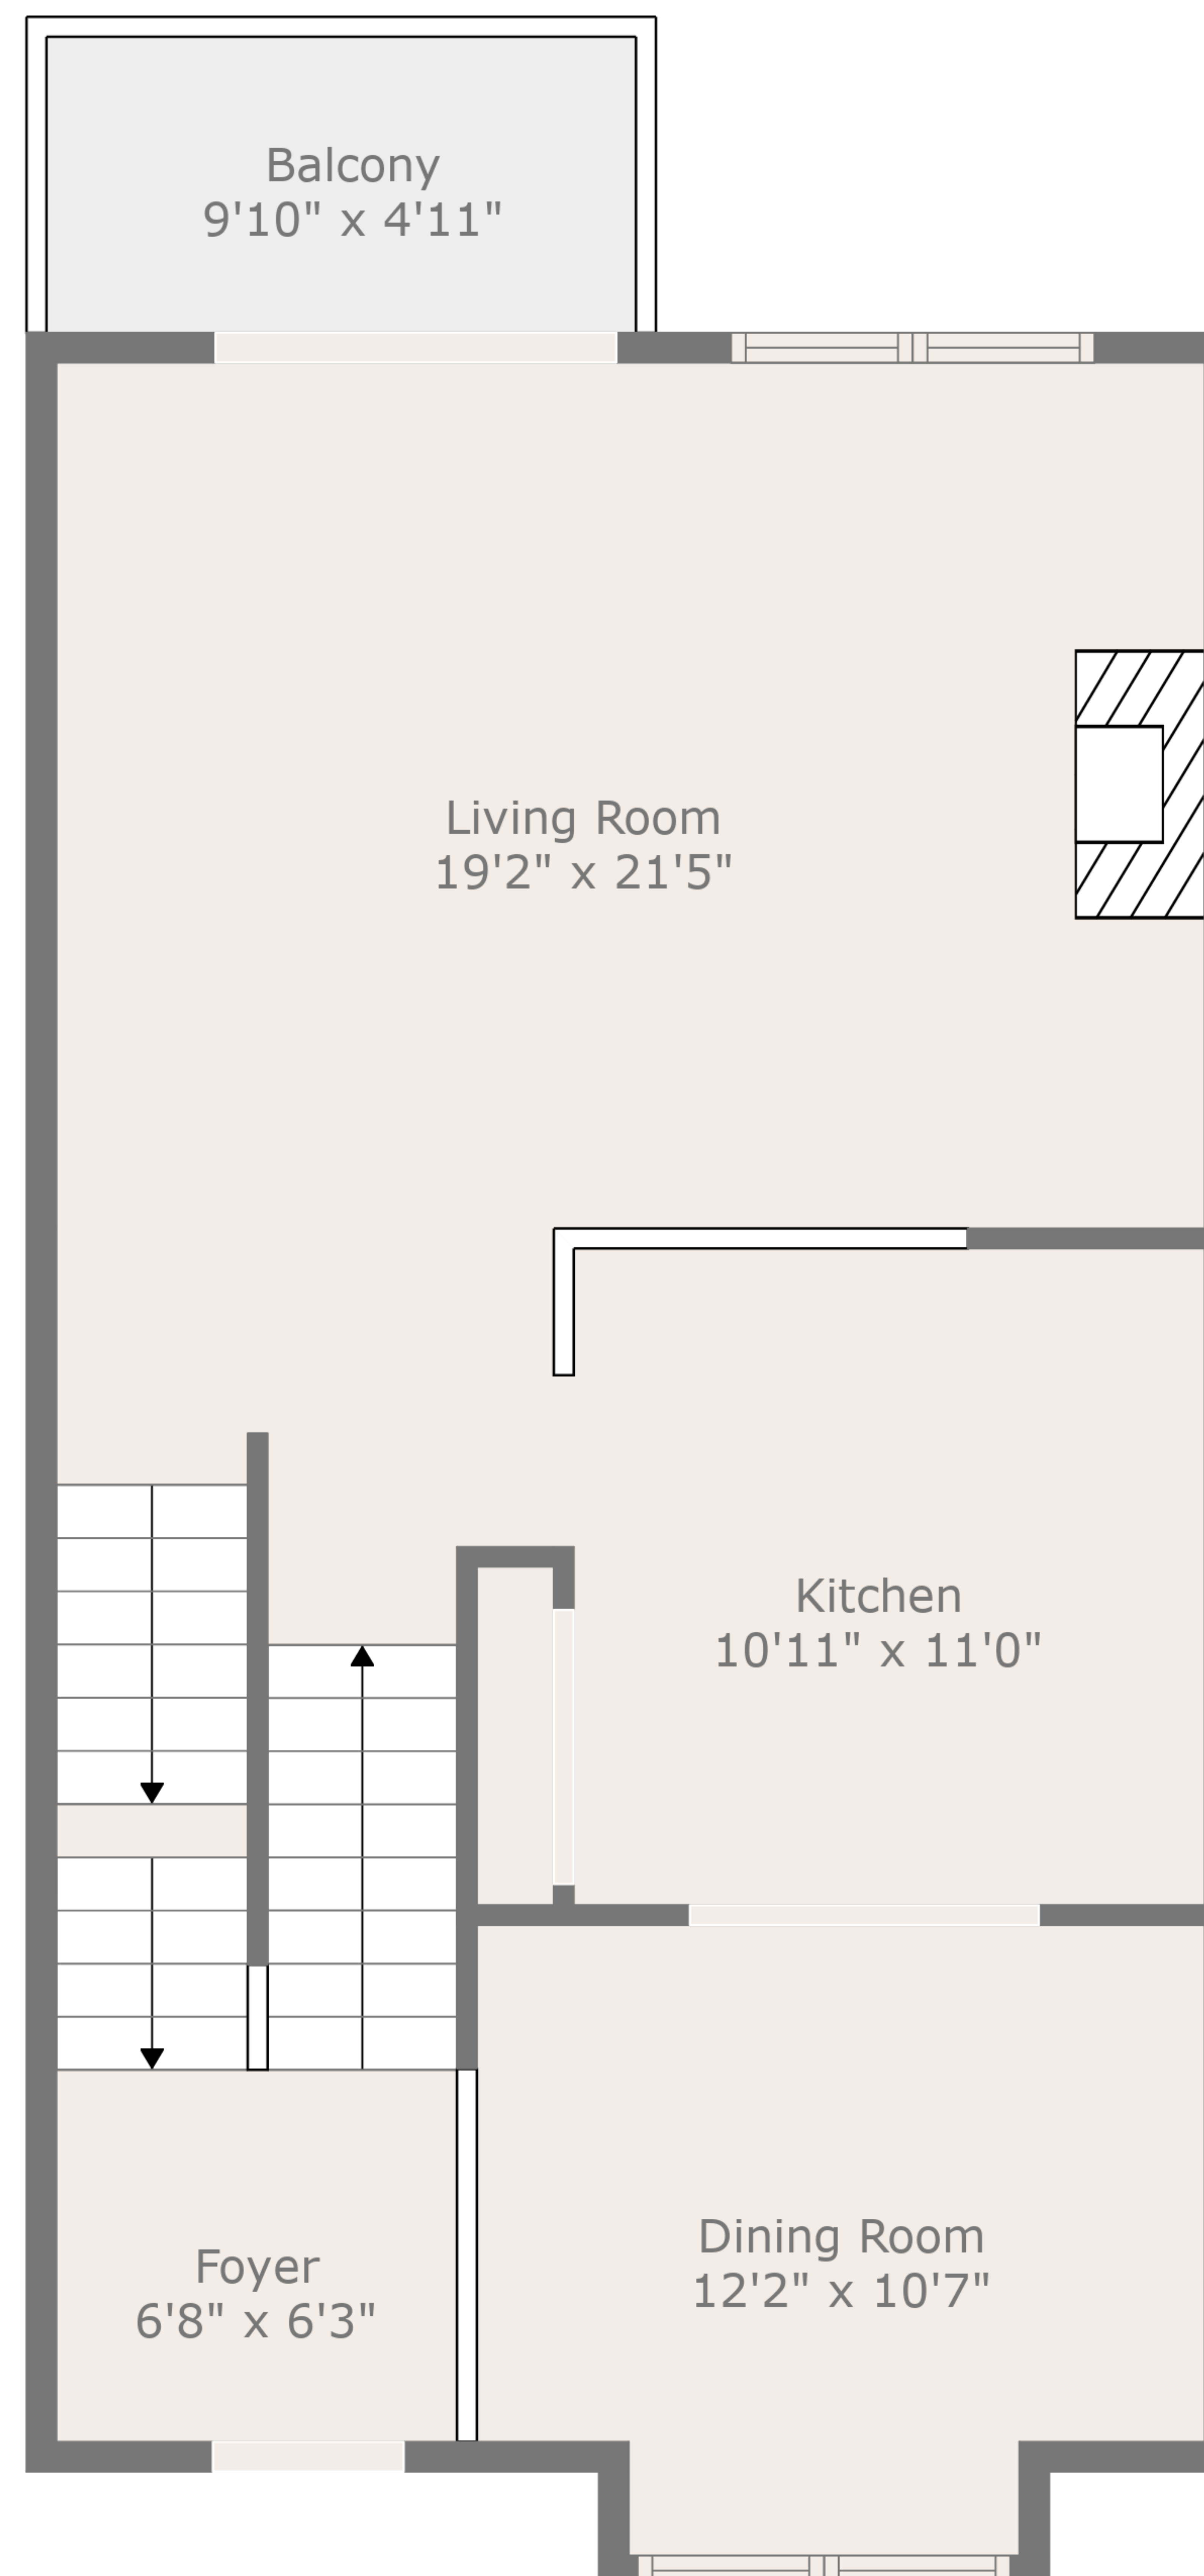 Balcony
9'10" x 4'11"
Living Room
19'2" x 21'5"
Kitchen
10'11" x 11'0"
Dining Room
12'2" x 10'7"
Foyer
6'8" x 6'3"